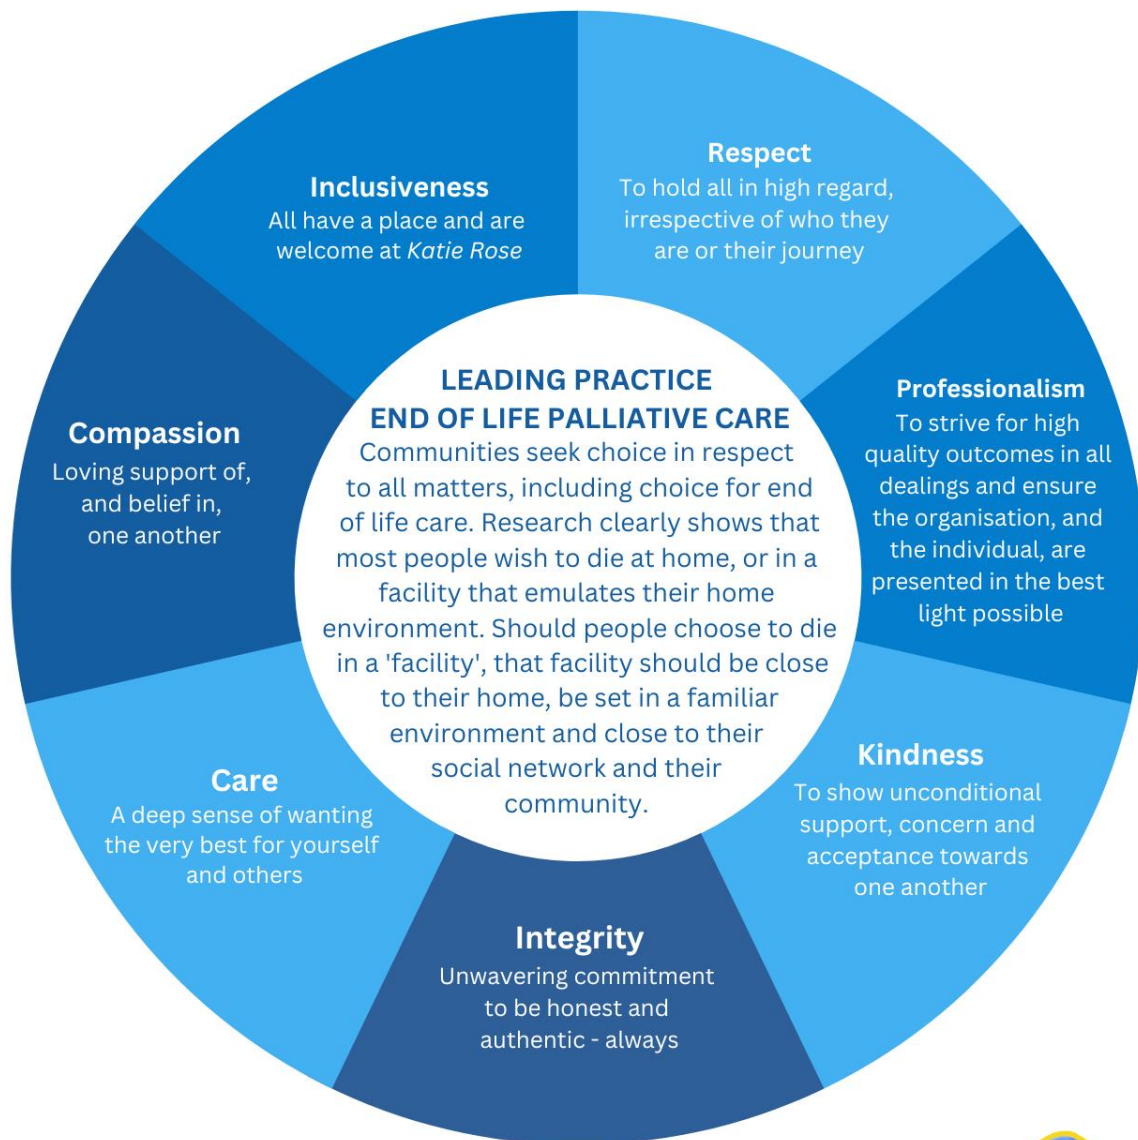 Inclusiveness
All have a place and are
welcome at Katie Rose
Respect
To hold all in high regard,
irrespective of who they
are or their journey
Professionalism
To strive for high
quality outcomes in all
dealings and ensure
the organisation, and
the individual, are
presented in the best
light possible
Kindness
To show unconditional
support, concern and
acceptance towards
one another
Integrity
Unwavering commitment
to be honest and
authentic - always
Care
A deep sense of wanting
the very best for yourself
and others
Compassion
Loving support of,
and belief in,
one another
LEADING PRACTICE
END OF LIFE PALLIATIVE CARE
Communities seek choice in respect
to all matters, including choice for end
of life care. Research clearly shows that
most people wish to die at home, or in a
facility that emulates their home
environment. Should people choose to die
in a 'facility', that facility should be close
to their home, be set in a familiar
environment and close to their
social network and their
community.